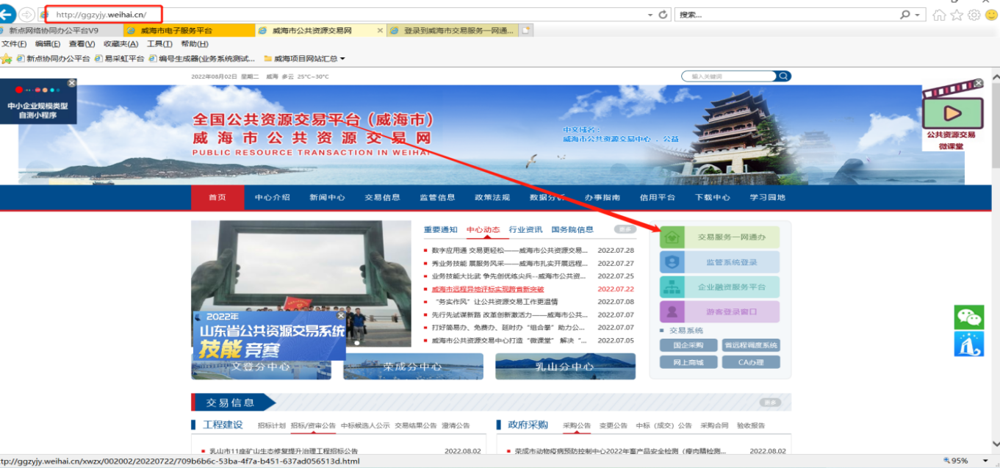 http://ggzyjy.weihai.cn/
搜索...
新点网络协同办公平台V9
威海市电子服务平台
威海市公共资源交易网
登录到威海市交易服务一网通...
文件(F) 编辑(E) 查看(V) 收藏夹(A) 工具(T) 帮助(H)
新点协同办公平台 易采虹平台 编号生成器(业务系统测试... 威海项目网站汇总
2022年08月02日 星期二 威海 多云 25℃~30℃
输入关键词
中小企业规模类型
自测小程序
全国公共资源交易平台（威海市）
威海市公共资源交易网
PUBLIC RESOURCE TRANSACTION IN WEIHAI
中文域名：
威海市公共资源交易中心 . 公益
公共资源交易
微课堂
首页 中心介绍 新闻中心 交易信息 监管信息 政策法规 数据分析 办事指南 信用平台 下载中心 学习园地
重要通知 中心动态 行业资讯 国务院信息 更多
数字应用通 交易更轻松——威海市公共资源交易... 2022.07.28
秀业务技能 展服务风采——威海市扎实开展远程... 2022.07.27
业务技能大比武 争先创优练尖兵--威海市公共资... 2022.07.25
威海市远程异地评标实现跨省新突破 2022.07.22
“务实作风”让公共资源交易工作更温情 2022.07.08
先行先试谋新路 改革创新激活力——威海市公共... 2022.07.07
打好简易办、免费办、延时办“组合拳”助力公... 2022.07.07
威海市公共资源交易中心打造“微课堂” 解决“... 2022.07.05
交易服务一网通办
监管系统登录
企业融资服务平台
游客登录窗口
交易系统
国企采购 省远程调度系统
网上商城 CA办理
2022年
山东省公共资源交易系统
技能竞赛
文登分中心 荣成分中心 乳山分中心
交易信息 更多
工程建设 招标计划 招标/资审公告 中标候选人公示 交易结果公告 澄清公告
乳山市11座矿山生态修复提升治理工程招标公告 2022.08.02
政府采购 采购公告 变更公告 中标（成交）公告 采购合同 验收报告
荣成市动物疫病预防控制中心2022年畜产品安全检测（瘦肉精检测... 2022.08.02
ttp://ggzyjy.weihai.cn/xwzx/002002/20220722/709b6b6c-53ba-4f7a-b451-637ad056513d.html
95%